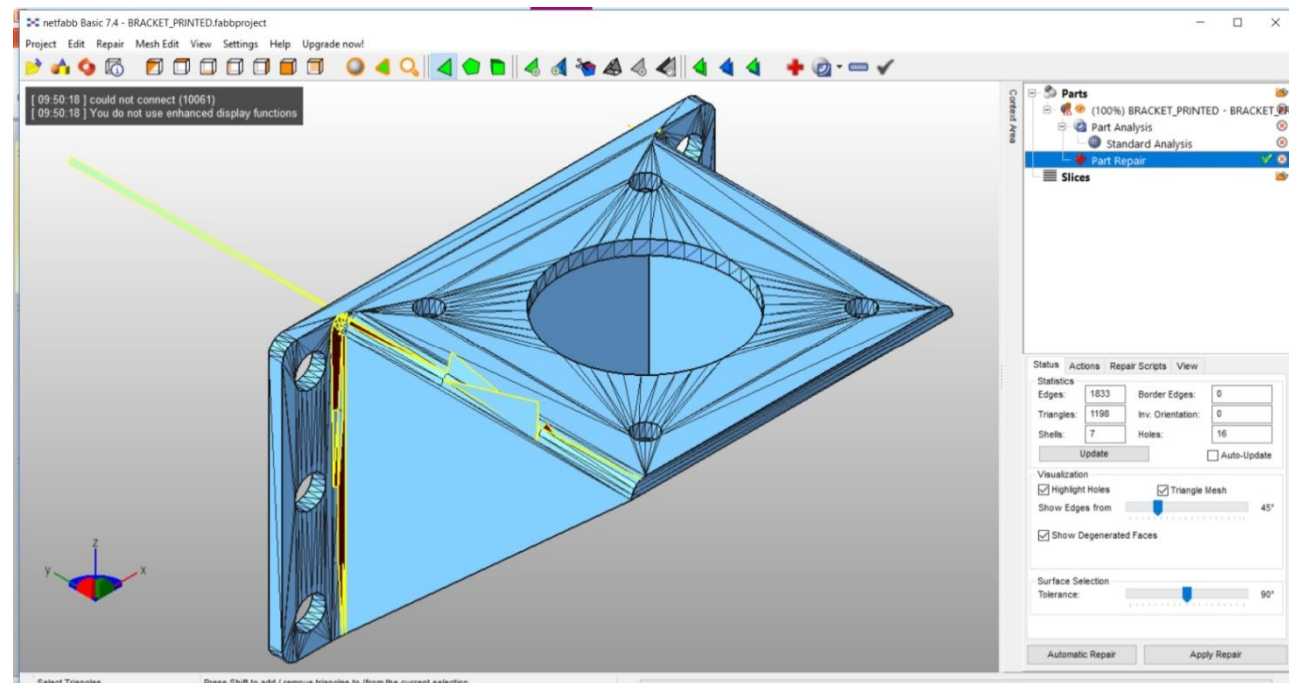 netfabb Basic 7.4 - BRACKET_PRINTED.fabbproject
Project Edit Repair Mesh Edit View Settings Help Upgrade now!
[ 09:50:18 ] could not connect (10061)
[ 09:50:18 ] You do not use enhanced display functions
Context Area
Parts
(100%) BRACKET_PRINTED - BRACKET_PR
Part Analysis
Standard Analysis
Part Repair
Slices
Status Actions Repair Scripts View
Statistics
Edges: 1833 Border Edges: 0
Triangles: 1198 Inv. Orientation: 0
Shells: 7 Holes: 16
Update Auto-Update
Visualization
Highlight Holes Triangle Mesh
Show Edges from 45°
Show Degenerated Faces
Surface Selection
Tolerance: 90°
Automatic Repair Apply Repair
z
y x
Select Triangles Press Shift to add / remove triangles to /from the current selection